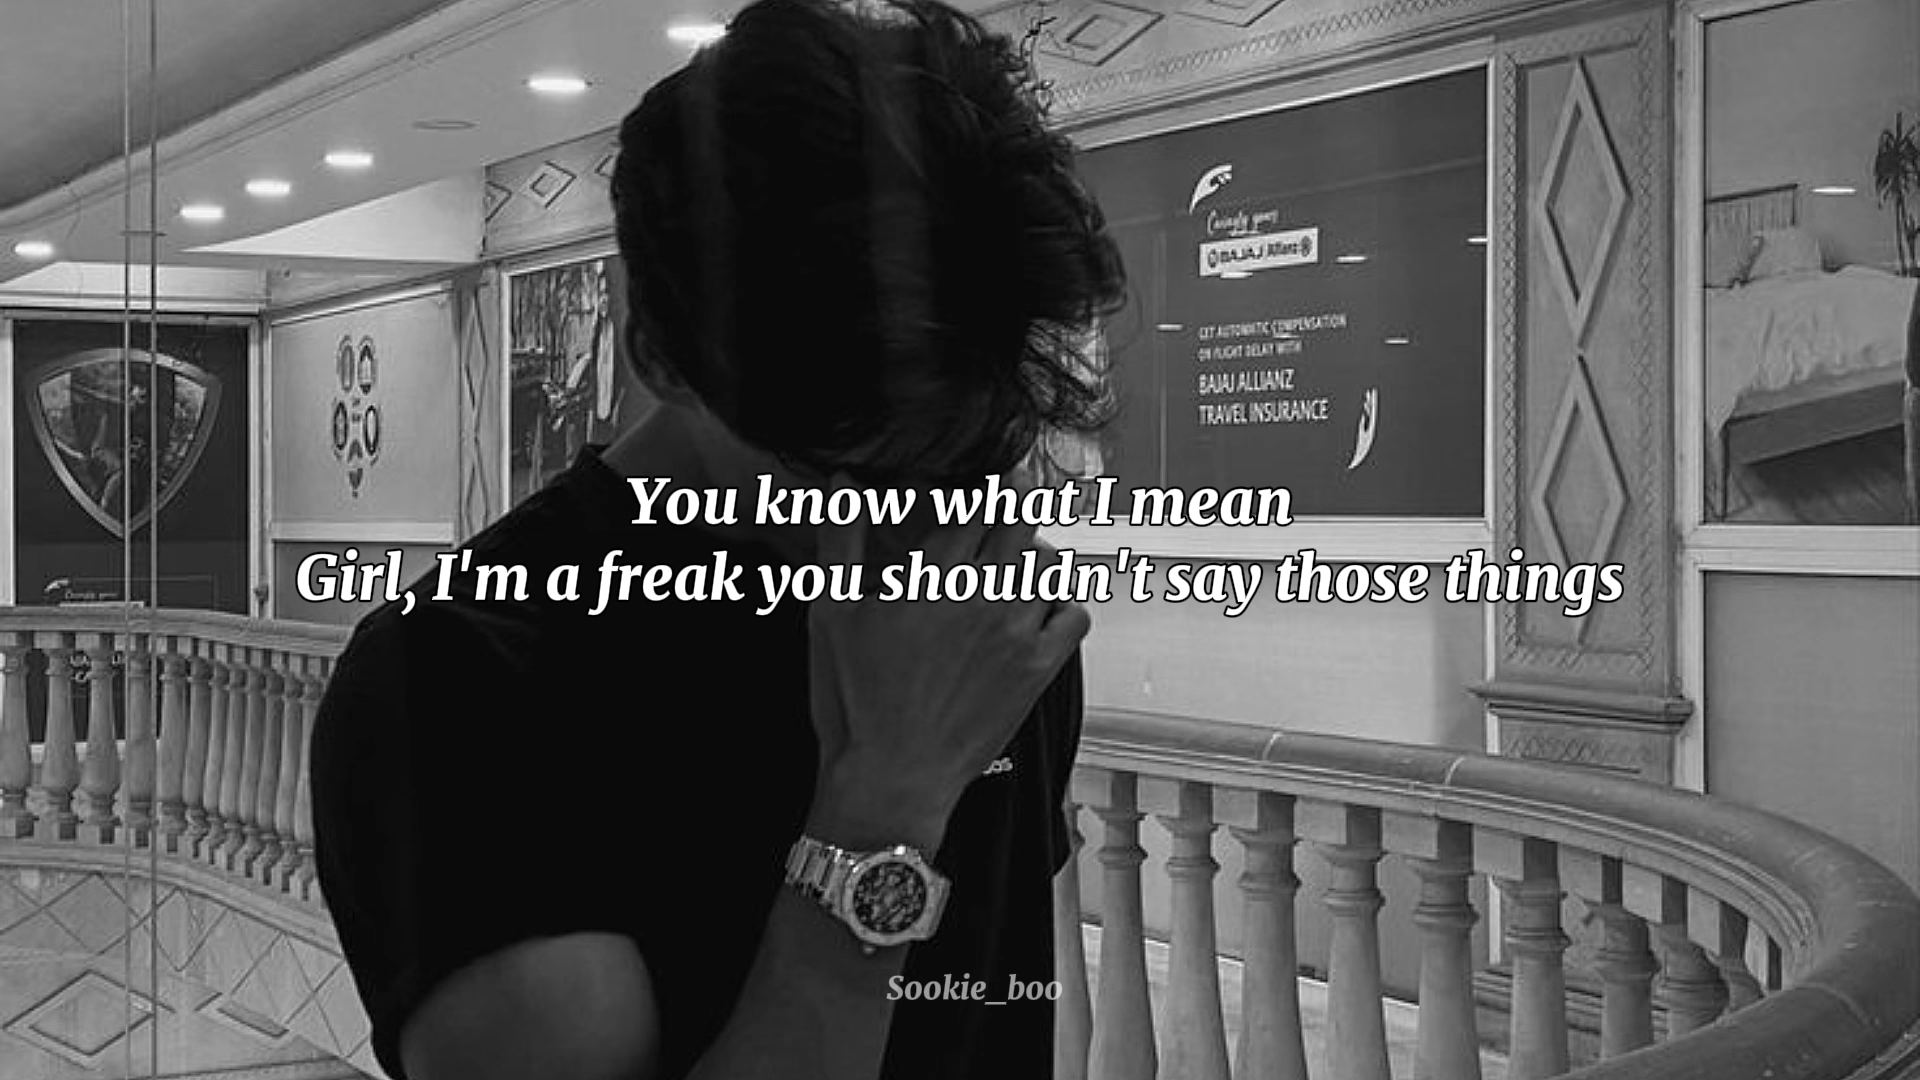 Caringly yours
BAJAJ Allianz
GET AUTOMATIC COMPENSATION
ON FLIGHT DELAY WITH
BAJAJ ALLIANZ
TRAVEL INSURANCE
You know what I mean
Girl, I'm a freak you shouldn't say those things
Sookie_boo